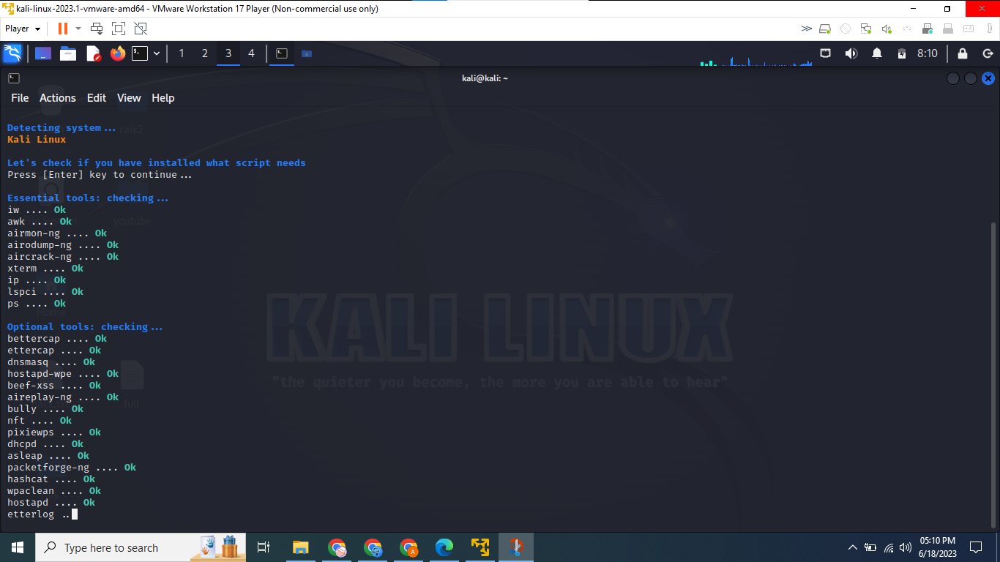 kali-linux-2023.1-vmware-amd64 - VMware Workstation 17 Player (Non-commercial use only)
Player
1 2 3 4
8:10
kali@kali: ~
File Actions Edit View Help
Detecting system...
Kali Linux
Let's check if you have installed what script needs
Press [Enter] key to continue...
Essential tools: checking...
iw .... Ok
awk .... Ok
airmon-ng .... Ok
airodump-ng .... Ok
aircrack-ng .... Ok
xterm .... Ok
ip .... Ok
lspci .... Ok
ps .... Ok
Optional tools: checking...
bettercap .... Ok
ettercap .... Ok
dnsmasq .... Ok
hostapd-wpe .... Ok
beef-xss .... Ok
aireplay-ng .... Ok
bully .... Ok
nft .... Ok
pixiewps .... Ok
dhcpd .... Ok
asleap .... Ok
packetforge-ng .... Ok
hashcat .... Ok
wpaclean .... Ok
hostapd .... Ok
etterlog ..
raik2
youtube
Home
full
KALI LINUX
"the quieter you become, the more you are able to hear"
Type here to search
05:10 PM
6/18/2023